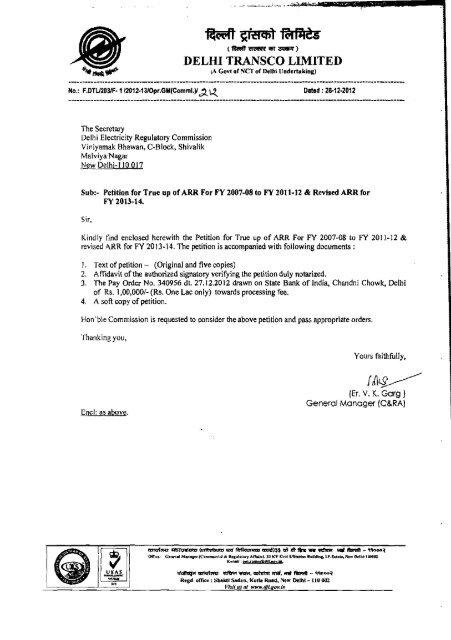 दिल्ली ट्रांसको लिमिटेड
( दिल्ली सरकार का उपक्रम )
DELHI TRANSCO LIMITED
(A Govt of NCT of Delhi Undertaking)
No.: F.DTL/203/F- 1 /2012-13/Opr.GM(Comml.)/ 212
Dated : 28-12-2012
The Secretary
Delhi Electricity Regulatory Commission
Viniyamak Bhawan, C-Block, Shivalik
Malviya Nagar
New Delhi-110 017
Sub:- Petition for True up of ARR For FY 2007-08 to FY 2011-12 & Revised ARR for
FY 2013-14.
Sir,
Kindly find enclosed herewith the Petition for True up of ARR For FY 2007-08 to FY 2011-12 &
revised ARR for FY 2013-14. The petition is accompanied with following documents :
1. Text of petition – (Original and five copies)
2. Affidavit of the authorized signatory verifying the petition duly notarized.
3. The Pay Order No. 340956 dt. 27.12.2012 drawn on State Bank of India, Chandni Chowk, Delhi
of Rs. 1,00,000/- (Rs. One Lac only) towards processing fee.
4. A soft copy of petition.
Hon'ble Commission is requested to consider the above petition and pass appropriate orders.
Thanking you,
Yours faithfully,
(Er. V. K. Garg )
General Manager (C&RA)
Encl: as above.
UKAS
Regd. office : Shakti Sadan, Kotla Road, New Delhi – 110 002
Visit us at www.dtl.gov.in